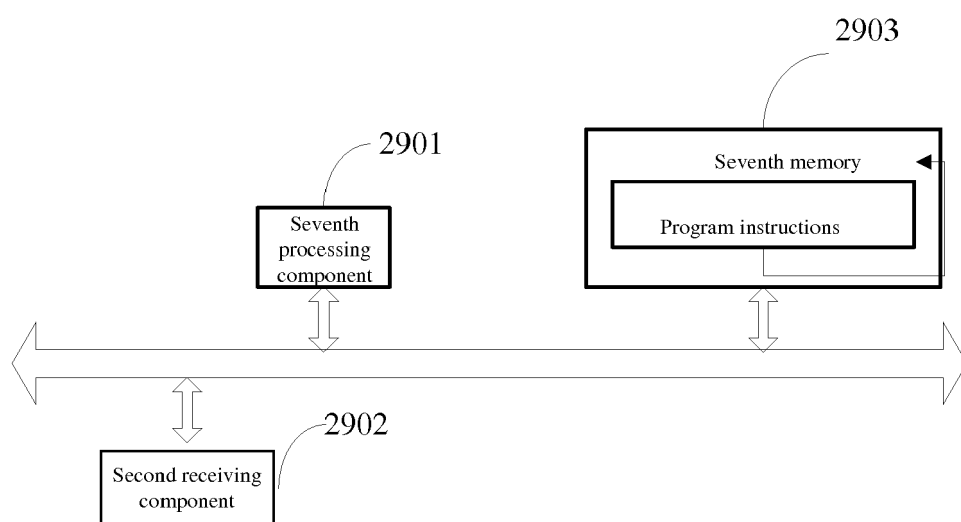 2903
2901
Seventh memory
Seventh
processing
component
Program instructions
2902
Second receiving
component